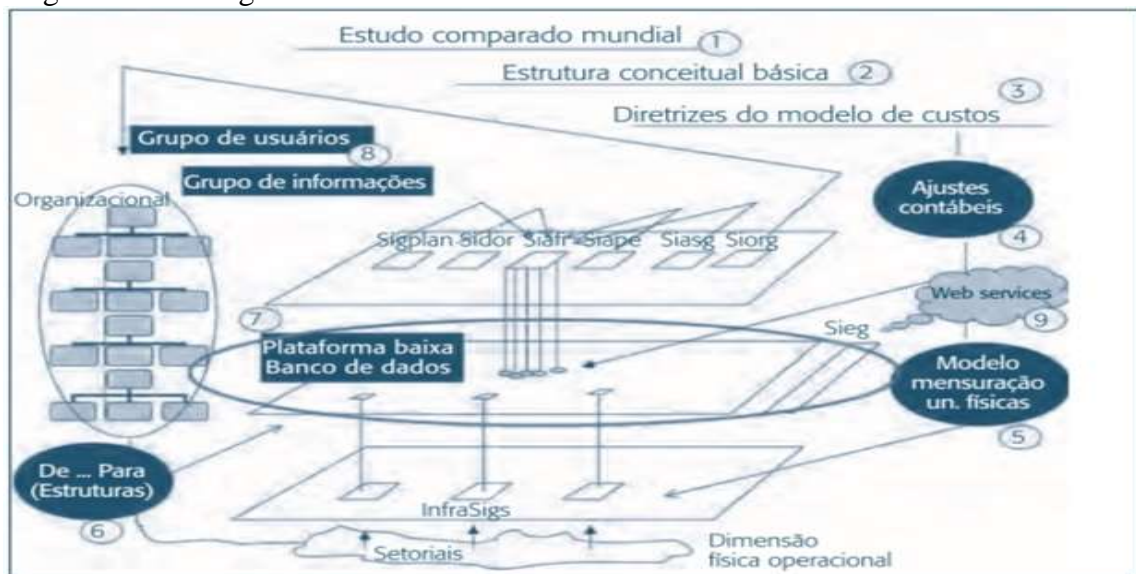 Estudo comparado mundial 1
Estrutura conceitual básica 2
3
Diretrizes do modelo de custos
Grupo de usuários
8
Grupo de informações
Organizacional
Ajustes
contábeis
4
Sigplan Sidor Siafi Siape Siasg Siorg
Web services
9
7
Sieg
Plataforma baixa
Banco de dados
Modelo
mensuração
un. físicas
5
De ... Para
(Estruturas)
6
InfraSigs
Setoriais
Dimensão
física operacional